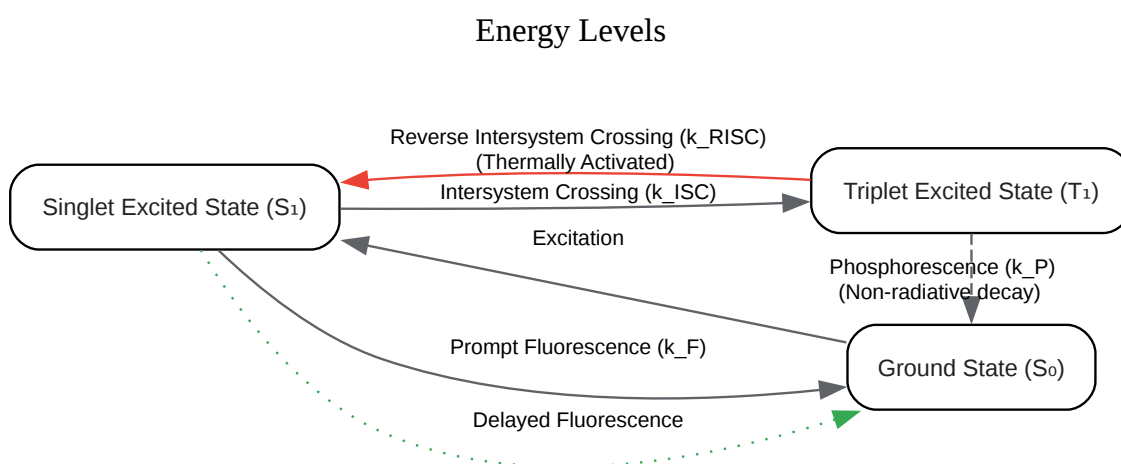 Energy Levels
Reverse Intersystem Crossing (k_RISC)
(Thermally Activated)
Intersystem Crossing (k_ISC)
Singlet Excited State (S₁)
Triplet Excited State (T₁)
Excitation
Phosphorescence (k_P)
(Non-radiative decay)
Prompt Fluorescence (k_F)
Ground State (S₀)
Delayed Fluorescence